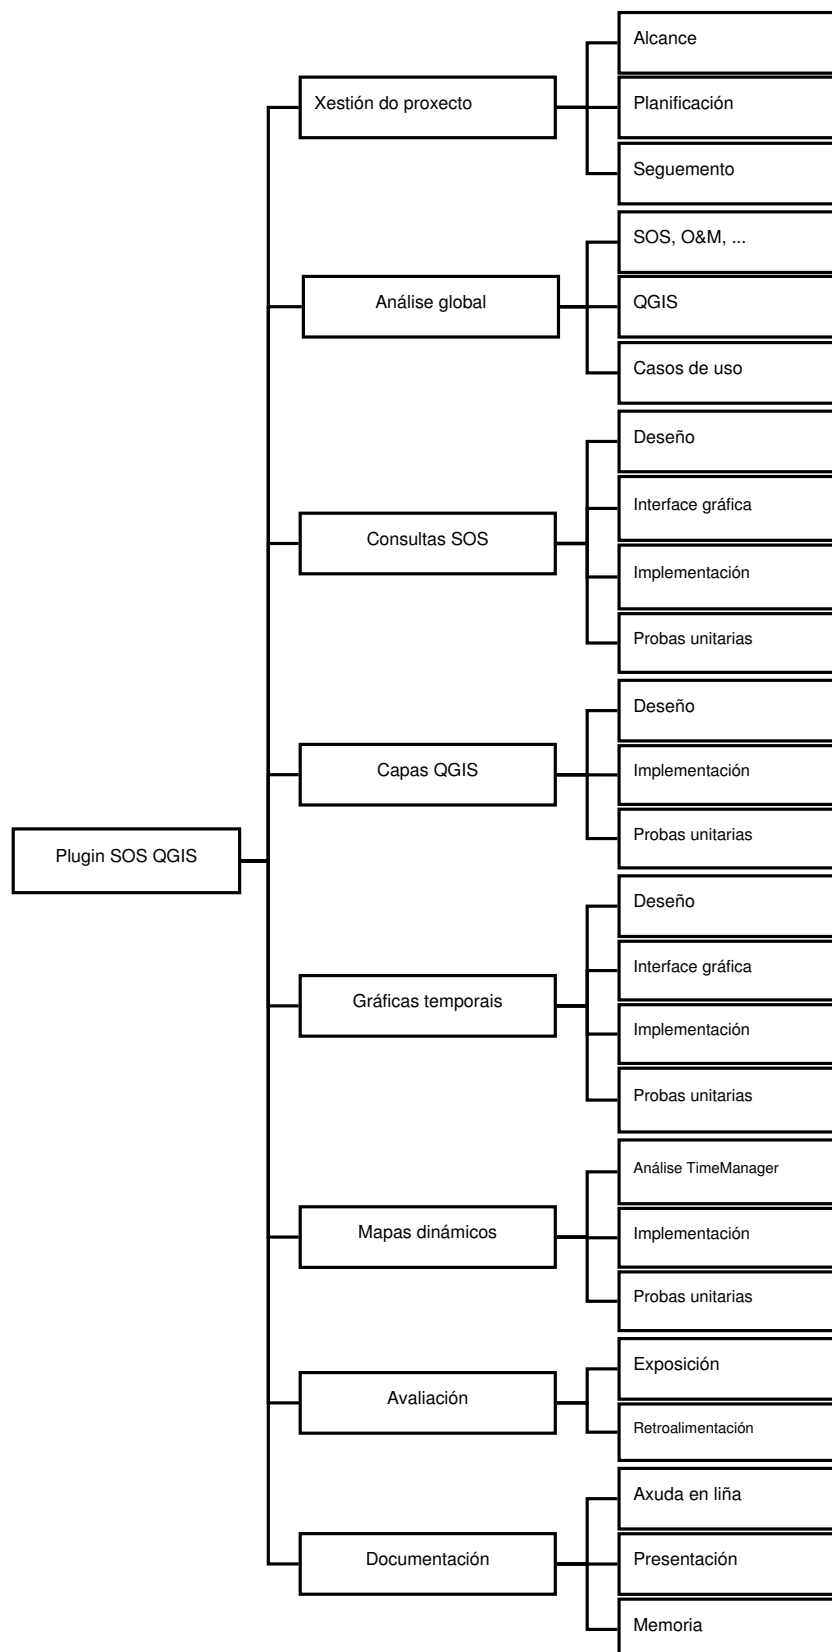 Plugin SOS QGIS
Xestión do proxecto
Alcance
Planificación
Seguemento
Análise global
SOS, O&M, ...
QGIS
Casos de uso
Consultas SOS
Deseño
Interface gráfica
Implementación
Probas unitarias
Capas QGIS
Deseño
Implementación
Probas unitarias
Gráficas temporais
Deseño
Interface gráfica
Implementación
Probas unitarias
Mapas dinámicos
Análise TimeManager
Implementación
Probas unitarias
Avaliación
Exposición
Retroalimentación
Documentación
Axuda en liña
Presentación
Memoria